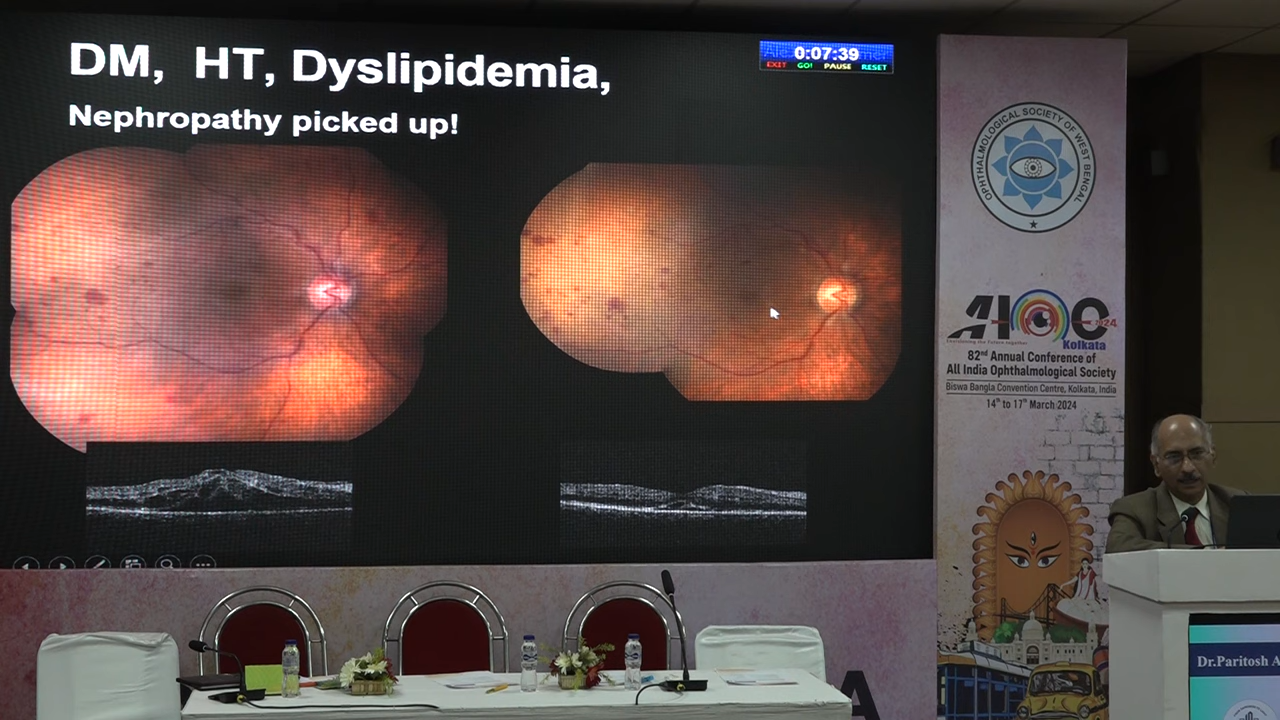 DM, HT, Dyslipidemia,
Nephropathy picked up!
0:07:39
EXIT GO! PAUSE RESET
OPHTHALMOLOGICAL SOCIETY OF WEST BENGAL
AIOC 2024
Kolkata
82nd Annual Conference of
All India Ophthalmological Society
Biswa Bangla Convention Centre, Kolkata, India
14th to 17th March 2024
Dr.Paritosh A
A